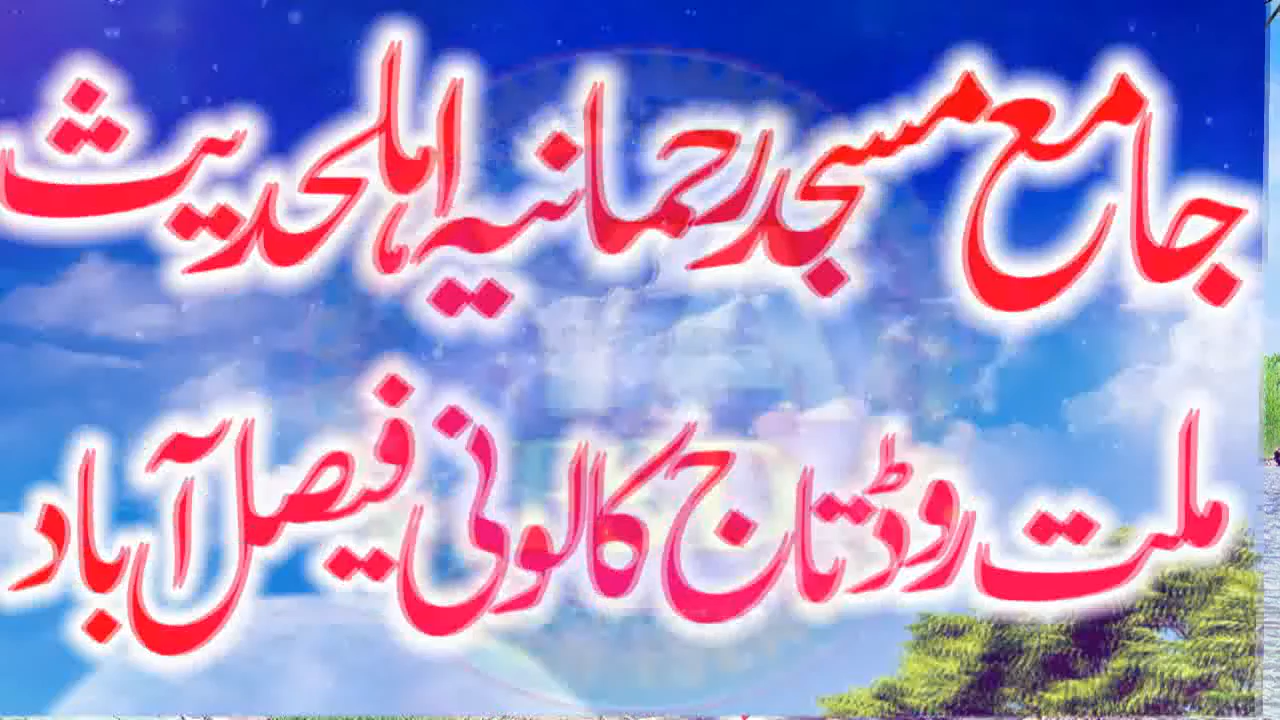 جامع مسجد رحمانیہ اہلحدیث
ملت روڈ تاج کالونی فیصل آباد